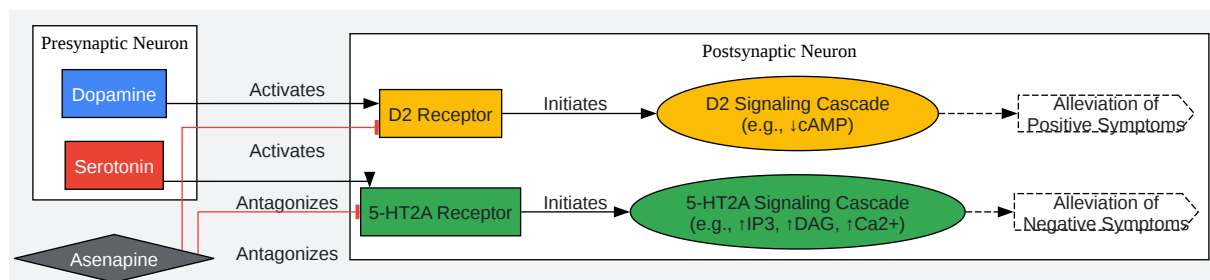 Presynaptic Neuron
Postsynaptic Neuron
Dopamine
Activates
D2 Receptor
Initiates
D2 Signaling Cascade
(e.g., ↓cAMP)
Alleviation of
Positive Symptoms
Serotonin
Activates
Antagonizes
5-HT2A Receptor
Initiates
5-HT2A Signaling Cascade
(e.g., ↑IP3, ↑DAG, ↑Ca2+)
Alleviation of
Negative Symptoms
Asenapine
Antagonizes